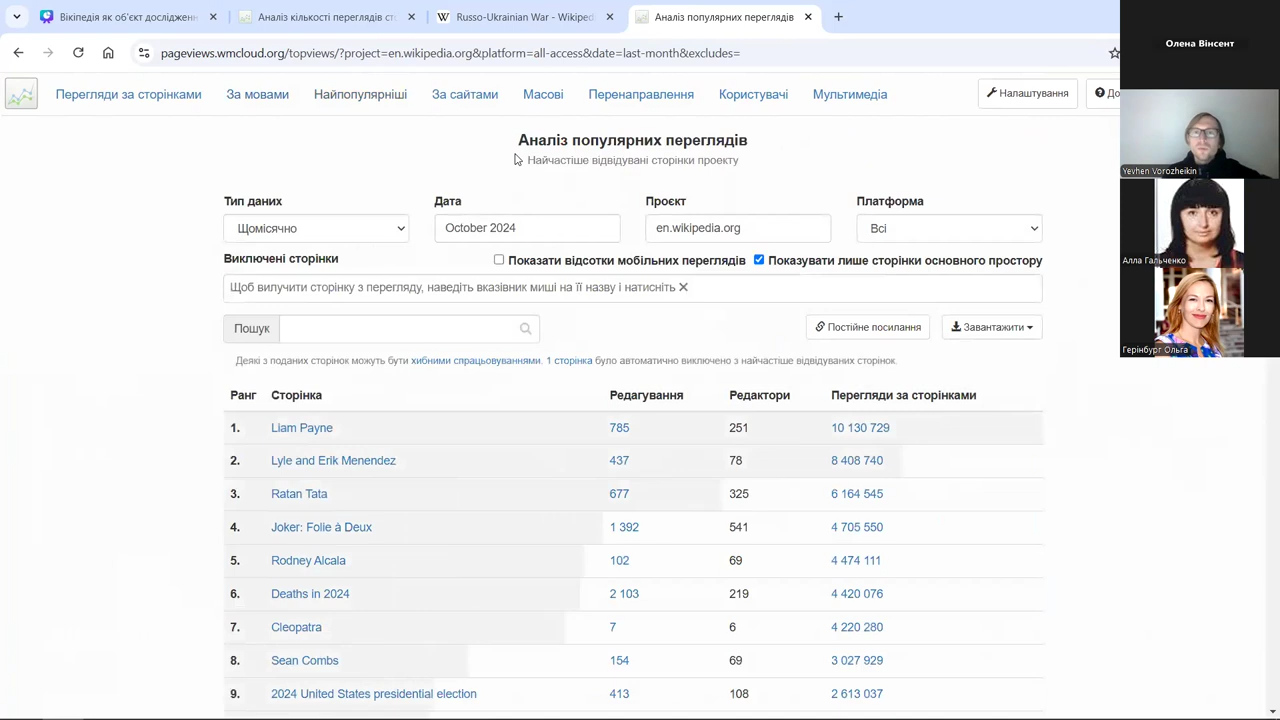 Вікіпедія як об'єкт дослідженн
Аналіз кількості переглядів ст
Russo-Ukrainian War - Wikiped
Аналіз популярних переглядів
pageviews.wmcloud.org/topviews/?project=en.wikipedia.org&platform=all-access&date=last-month&excludes=
Перегляди за сторінками За мовами Найпопулярніші За сайтами Масові Перенаправлення Користувачі Мультимедіа Налаштування До
Аналіз популярних переглядів
Найчастіше відвідувані сторінки проекту
Тип даних Дата Проєкт Платформа
Щомісячно October 2024 en.wikipedia.org Всі
Виключені сторінки Показати відсотки мобільних переглядів Показувати лише сторінки основного простору
Щоб вилучити сторінку з перегляду, наведіть вказівник миші на її назву і натисніть ✕
Пошук Постійне посилання Завантажити
Деякі з поданих сторінок можуть бути хибними спрацьовуваннями. 1 сторінка було автоматично виключено з найчастіше відвідуваних сторінок.
Ранг Сторінка Редагування Редактори Перегляди за сторінками
1. Liam Payne 785 251 10 130 729
2. Lyle and Erik Menendez 437 78 8 408 740
3. Ratan Tata 677 325 6 164 545
4. Joker: Folie à Deux 1 392 541 4 705 550
5. Rodney Alcala 102 69 4 474 111
6. Deaths in 2024 2 103 219 4 420 076
7. Cleopatra 7 6 4 220 280
8. Sean Combs 154 69 3 027 929
9. 2024 United States presidential election 413 108 2 613 037
Олена Вінсент
Yevhen Vorozheikin
Алла Гальченко
Герінбург Ольга